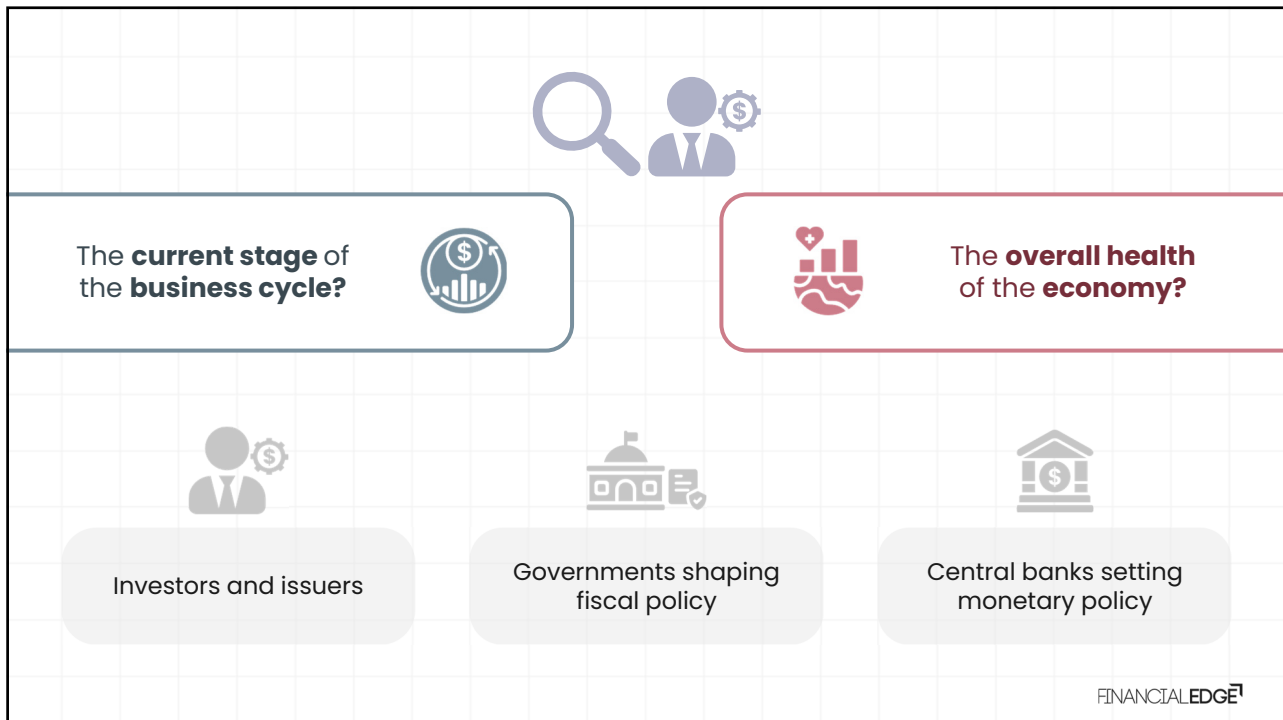 The current stage of
the business cycle?
The overall health
of the economy?
Investors and issuers
Governments shaping
fiscal policy
Central banks setting
monetary policy
FINANCIALEDGE